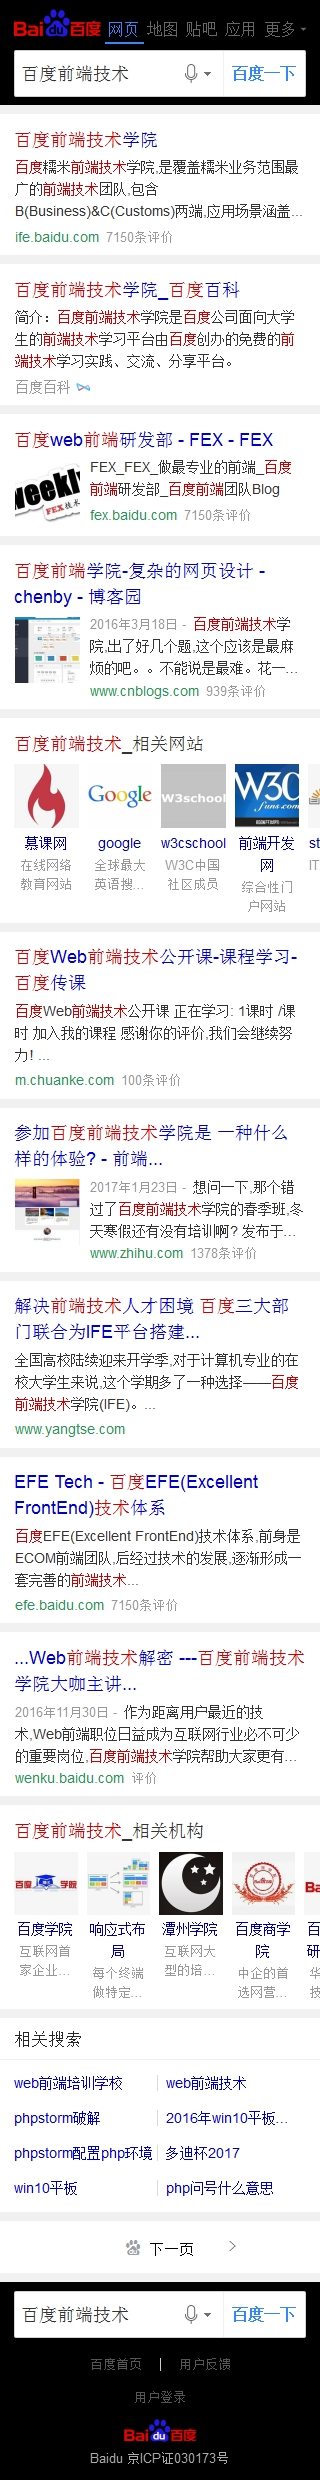 Bai百度 网页 地图 贴吧 应用 更多
百度前端技术 百度一下
百度前端技术学院
百度糯米前端技术学院,是覆盖糯米业务范围最
广的前端技术团队,包含
B(Business)&C(Customs)两端,应用场景涵盖...
ife.baidu.com 7150条评价
百度前端技术学院_百度百科
简介：百度前端技术学院是百度公司面向大学
生的前端技术学习平台由百度创办的免费的前
端技术学习实践、交流、分享平台。
百度百科
百度web前端研发部 - FEX - FEX
weekly
FEX技术
FEX_FEX_做最专业的前端_百度
前端研发部_百度前端团队Blog
fex.baidu.com 7150条评价
百度前端学院-复杂的网页设计 -
chenby - 博客园
2016年3月18日 - 百度前端技术学
院,出了好几个题,这个应该是最麻
烦的吧。。不能说是最难。花一...
www.cnblogs.com 939条评价
百度前端技术_相关网站
Google
W3school
W3C
funs.com
慕课网 google w3cschool 前端开发 st
网
在线网络 全球最大 W3C中国 IT
教育网站 英语搜... 社区成员 综合性门
户网站
百度Web前端技术公开课-课程学习-
百度传课
百度Web前端技术公开课 正在学习: 1课时 /课
时 加入我的课程 感谢你的评价,我们会继续努
力! ...
m.chuanke.com 100条评价
参加百度前端技术学院是 一种什么
样的体验? - 前端...
2017年1月23日 - 想问一下,那个错
过了百度前端技术学院的春季班,冬
天寒假还有没有培训啊? 发布于...
www.zhihu.com 1378条评价
解决前端技术人才困境 百度三大部
门联合为IFE平台搭建...
全国高校陆续迎来开学季,对于计算机专业的在
校大学生来说,这个学期多了一种选择——百度
前端技术学院(IFE)。...
www.yangtse.com
EFE Tech - 百度EFE(Excellent
FrontEnd)技术体系
百度EFE(Excellent FrontEnd)技术体系,前身是
ECOM前端团队,后经过技术的发展,逐渐形成一
套完善的前端技术...
efe.baidu.com 7150条评价
...Web前端技术解密 ---百度前端技术
学院大咖主讲...
2016年11月30日 - 作为距离用户最近的技
术,Web前端职位日益成为互联网行业必不可少
的重要岗位,百度前端技术学院帮助大家更有...
wenku.baidu.com 评价
百度前端技术_相关机构
百度 学院
百度学院 响应式布 潭州学院 百度商学 百
局 院 研
互联网首 互联网大
家企业... 每个终端 型的培... 中企的首 华
做特定... 选网营... 技
相关搜索
web前端培训学校 web前端技术
phpstorm破解 2016年win10平板...
phpstorm配置php环境 多迪杯2017
win10平板 php问号什么意思
下一页
百度前端技术 百度一下
百度首页 用户反馈
用户登录
Bai百度
Baidu 京ICP证030173号